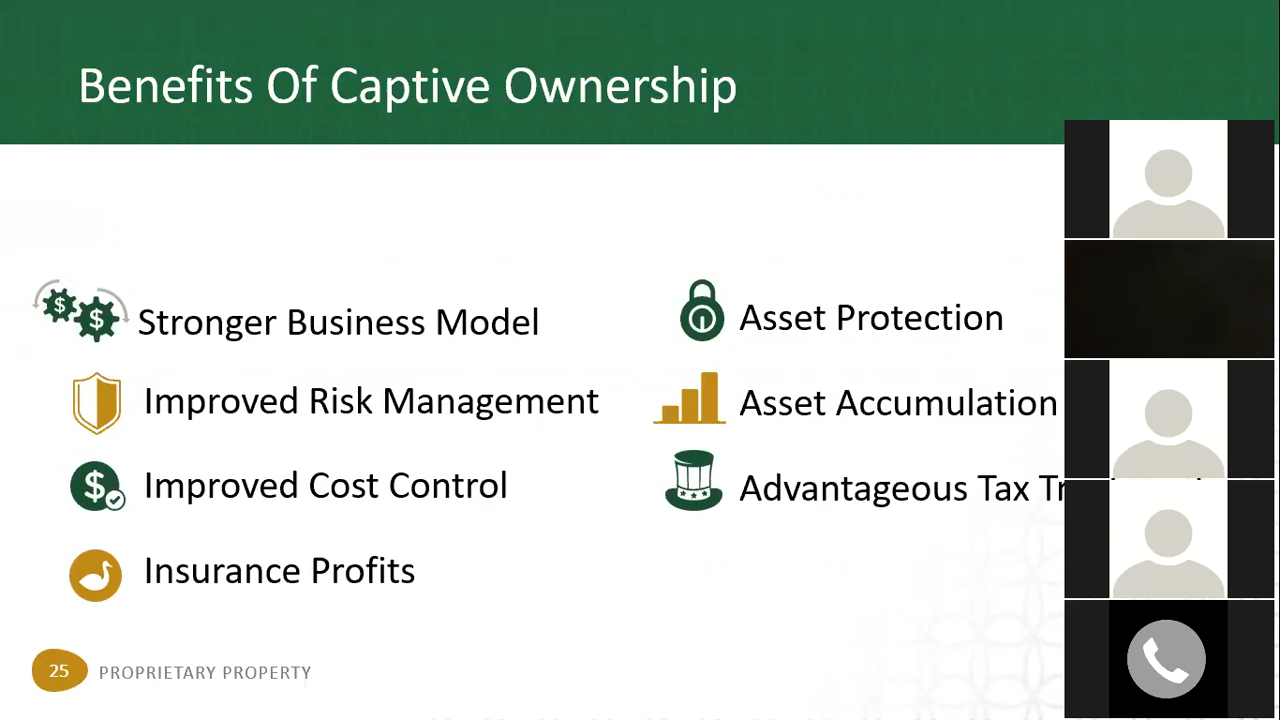 Benefits Of Captive Ownership
Stronger Business Model
Improved Risk Management
Improved Cost Control
Insurance Profits
Asset Protection
Asset Accumulation
Advantageous Tax
25 PROPRIETARY PROPERTY